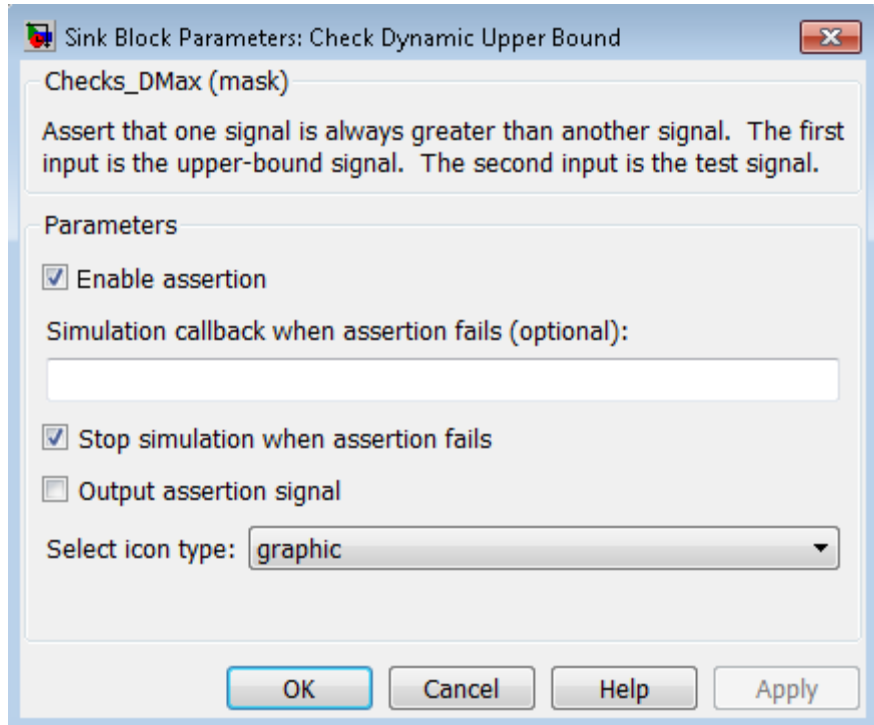 Sink Block Parameters: Check Dynamic Upper Bound
Checks_DMax (mask)
Assert that one signal is always greater than another signal.  The first
input is the upper-bound signal.  The second input is the test signal.
Parameters
Enable assertion
Simulation callback when assertion fails (optional):
Stop simulation when assertion fails
Output assertion signal
Select icon type: graphic
OK Cancel Help Apply